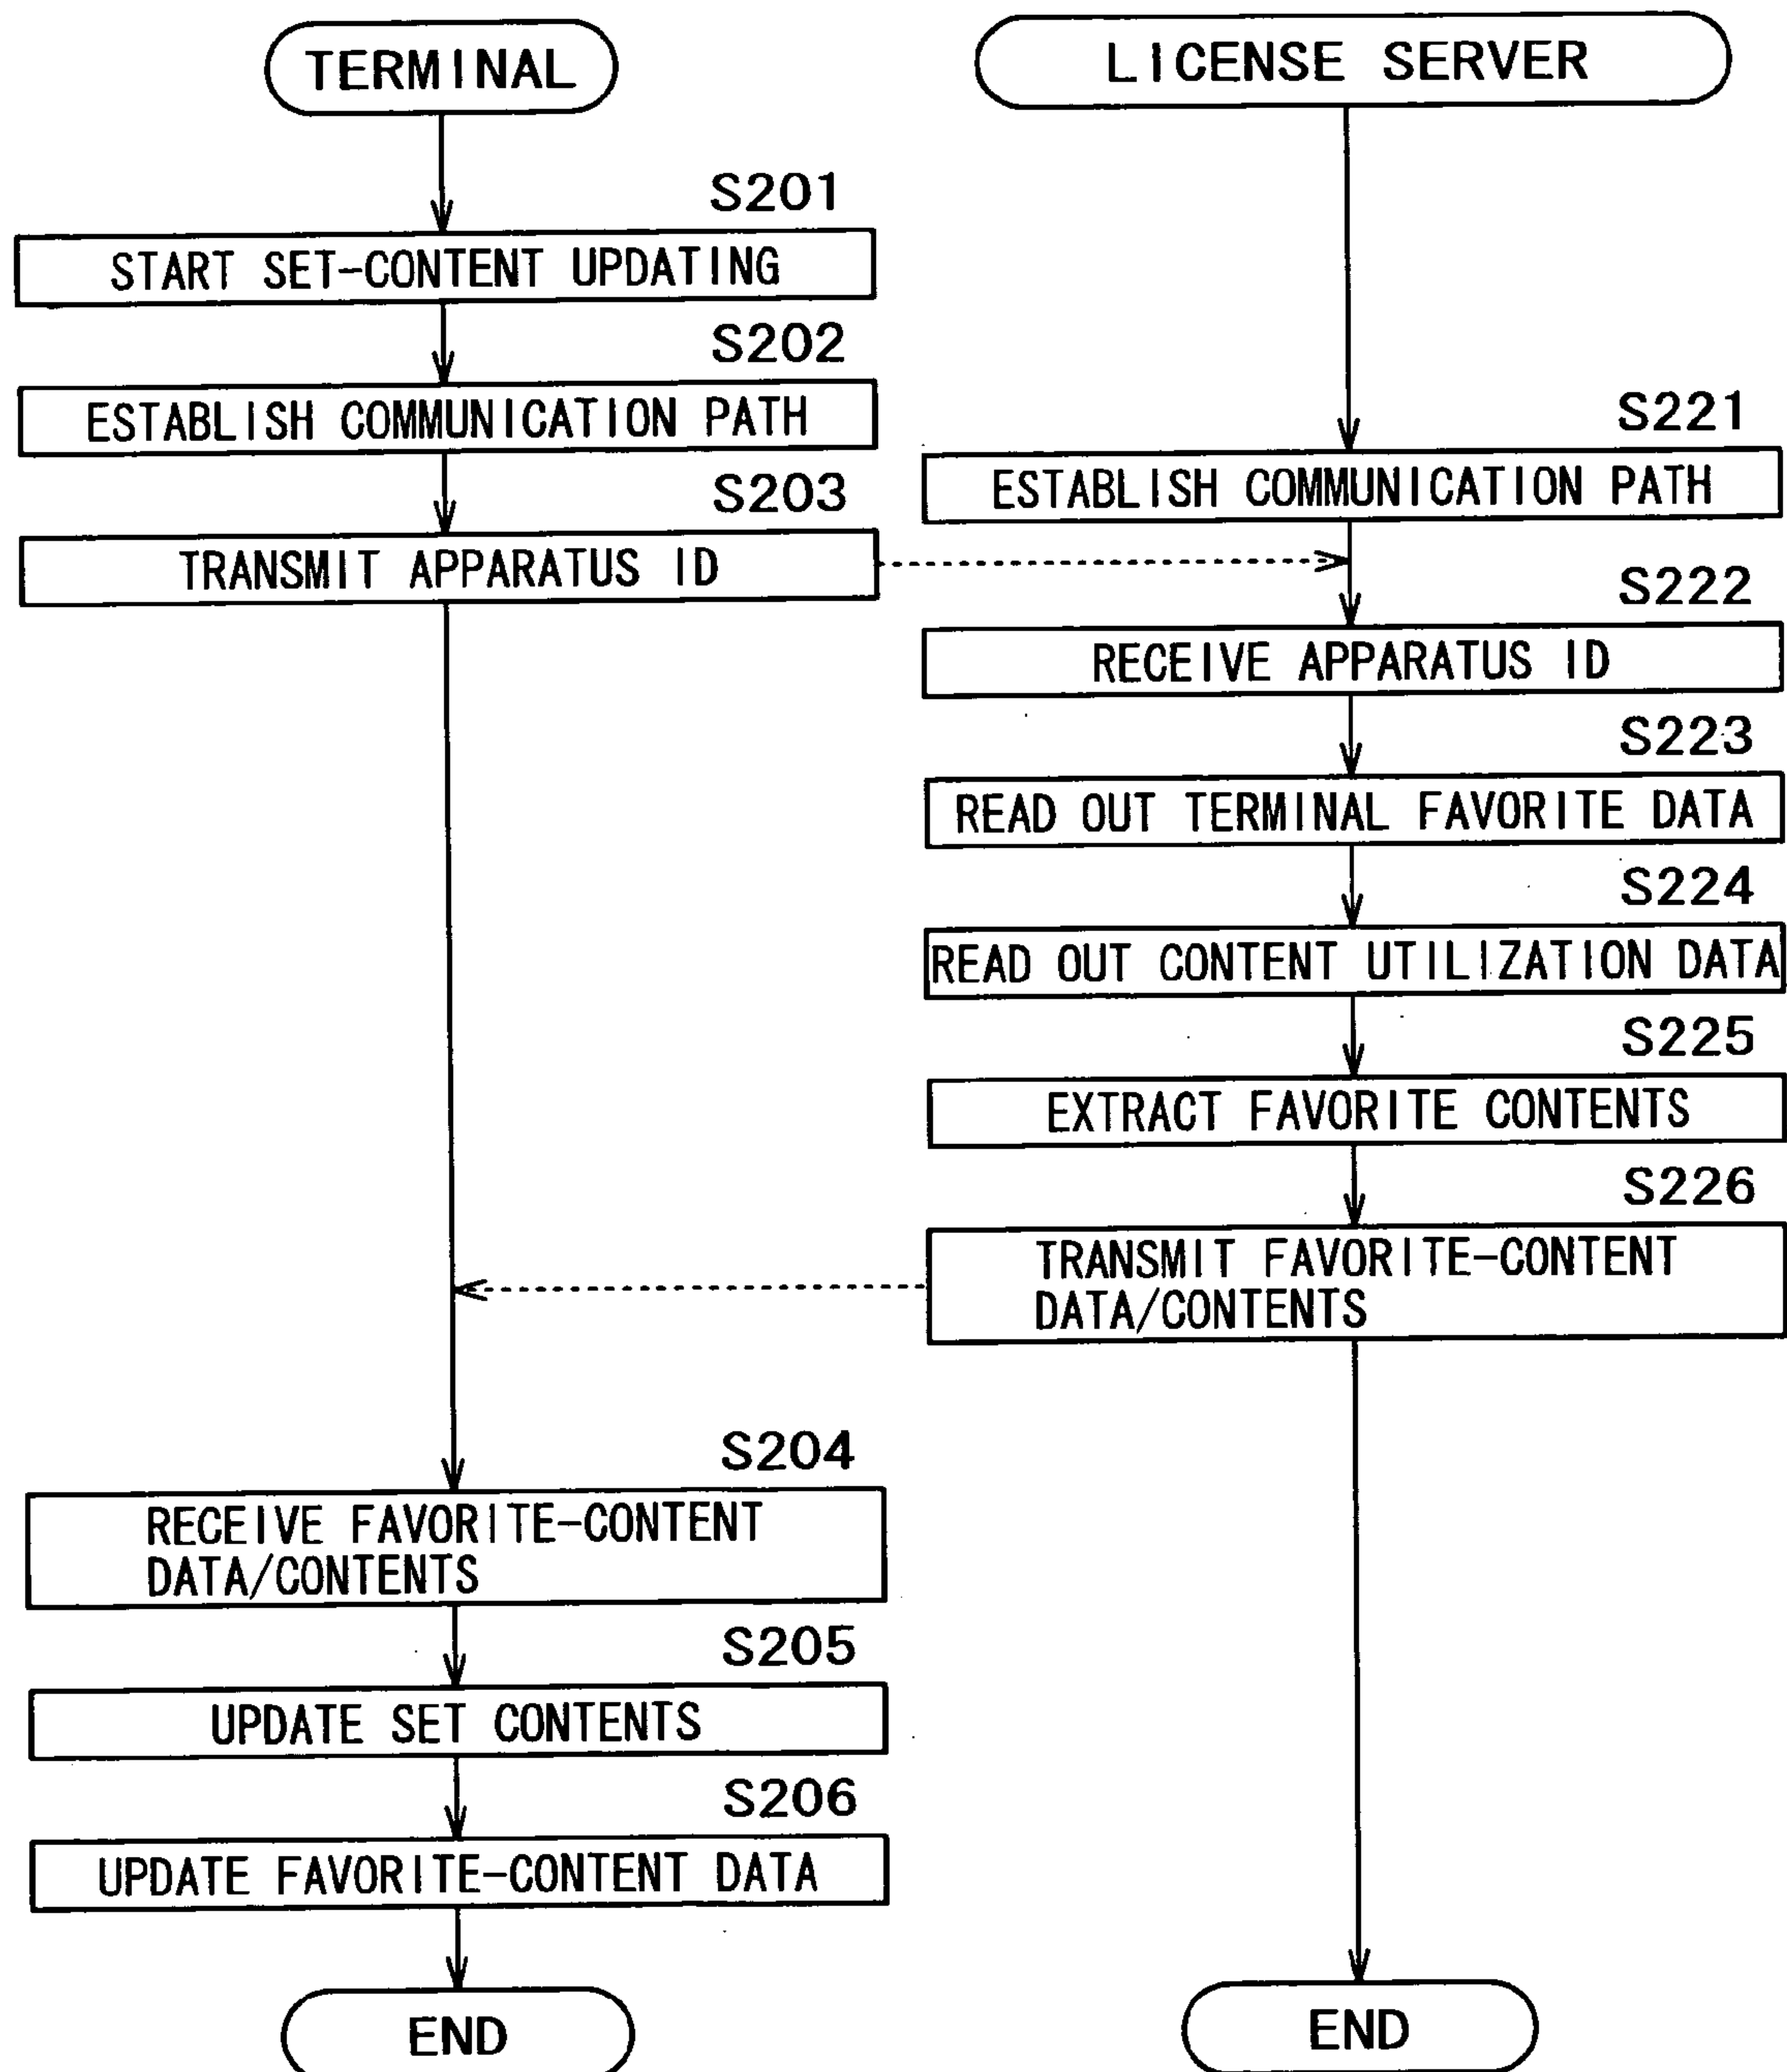 TERMINAL
S201
START SET-CONTENT UPDATING
S202
ESTABLISH COMMUNICATION PATH
S203
TRANSMIT APPARATUS ID
S204
RECEIVE FAVORITE-CONTENT
DATA/CONTENTS
S205
UPDATE SET CONTENTS
S206
UPDATE FAVORITE-CONTENT DATA
END
LICENSE SERVER
S221
ESTABLISH COMMUNICATION PATH
S222
RECEIVE APPARATUS ID
S223
READ OUT TERMINAL FAVORITE DATA
S224
READ OUT CONTENT UTILIZATION DATA
S225
EXTRACT FAVORITE CONTENTS
S226
TRANSMIT FAVORITE-CONTENT
DATA/CONTENTS
END